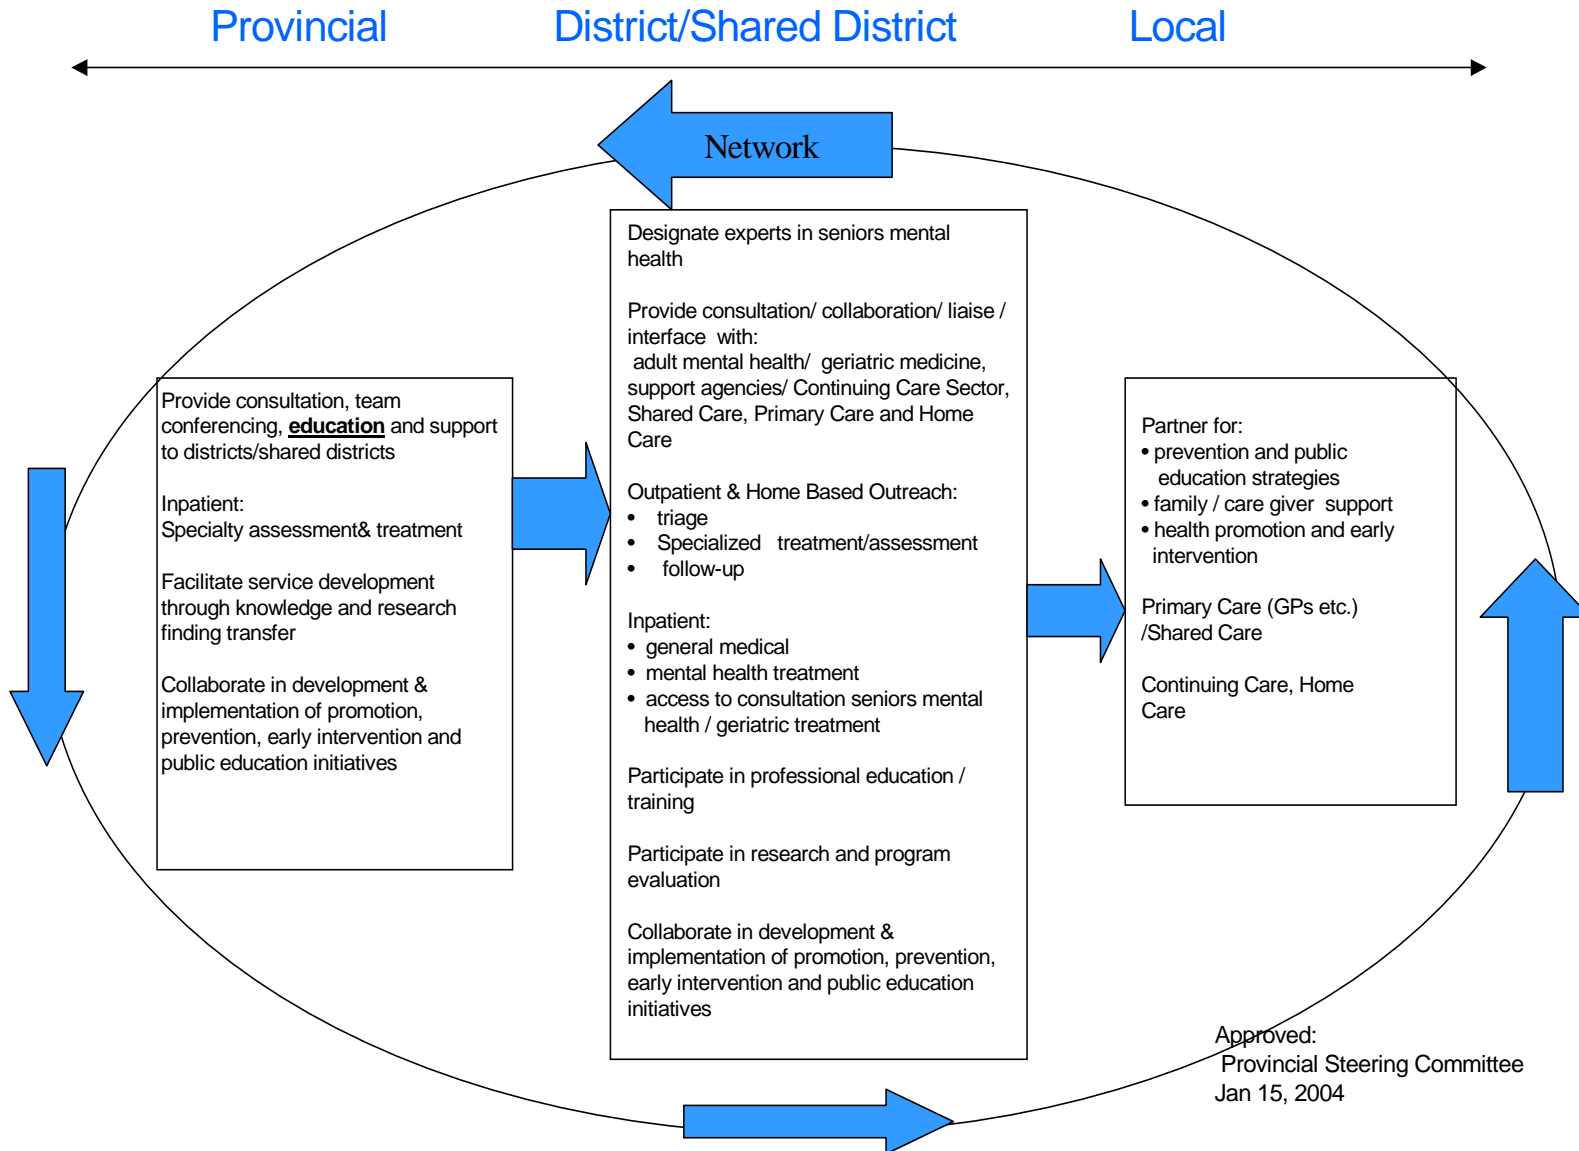 Provincial
District/Shared District
Local
Network
Provide consultation, team
conferencing, education and support
to districts/shared districts
Inpatient:
Specialty assessment& treatment
Facilitate service development
through knowledge and research
finding transfer
Collaborate in development &
implementation of promotion,
prevention, early intervention and
public education initiatives
Designate experts in seniors mental
health
Provide consultation/ collaboration/ liaise /
interface with:
adult mental health/ geriatric medicine,
support agencies/ Continuing Care Sector,
Shared Care, Primary Care and Home
Care
Outpatient & Home Based Outreach:
• triage
• Specialized treatment/assessment
• follow-up
Inpatient:
• general medical
• mental health treatment
• access to consultation seniors mental
health / geriatric treatment
Participate in professional education /
training
Participate in research and program
evaluation
Collaborate in development &
implementation of promotion, prevention,
early intervention and public education
initiatives
Partner for:
• prevention and public
education strategies
• family / care giver support
• health promotion and early
intervention
Primary Care (GPs etc.)
/Shared Care
Continuing Care, Home
Care
Approved:
Provincial Steering Committee
Jan 15, 2004